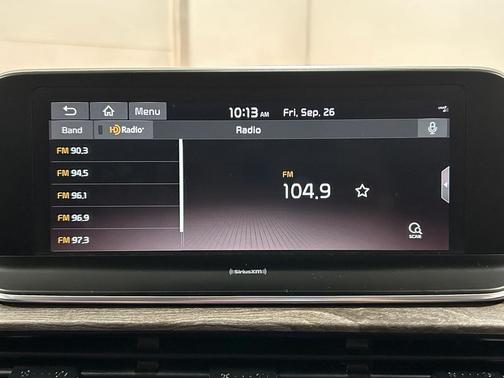 Menu 10:13 AM Fri, Sep. 26
Band HD Radio Radio
FM 90.3
FM 94.5
FM 96.1
FM 96.9
FM 97.3
FM
104.9
SCAN
((SiriusXM))